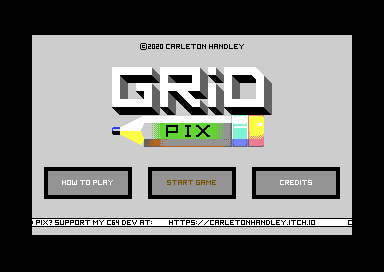 ©2020 CARLETON HANDLEY
GRID
PIX
HOW TO PLAY
START GAME
CREDITS
PIX? SUPPORT MY C64 DEV AT: HTTPS://CARLETONHANDLEY.ITCH.IO